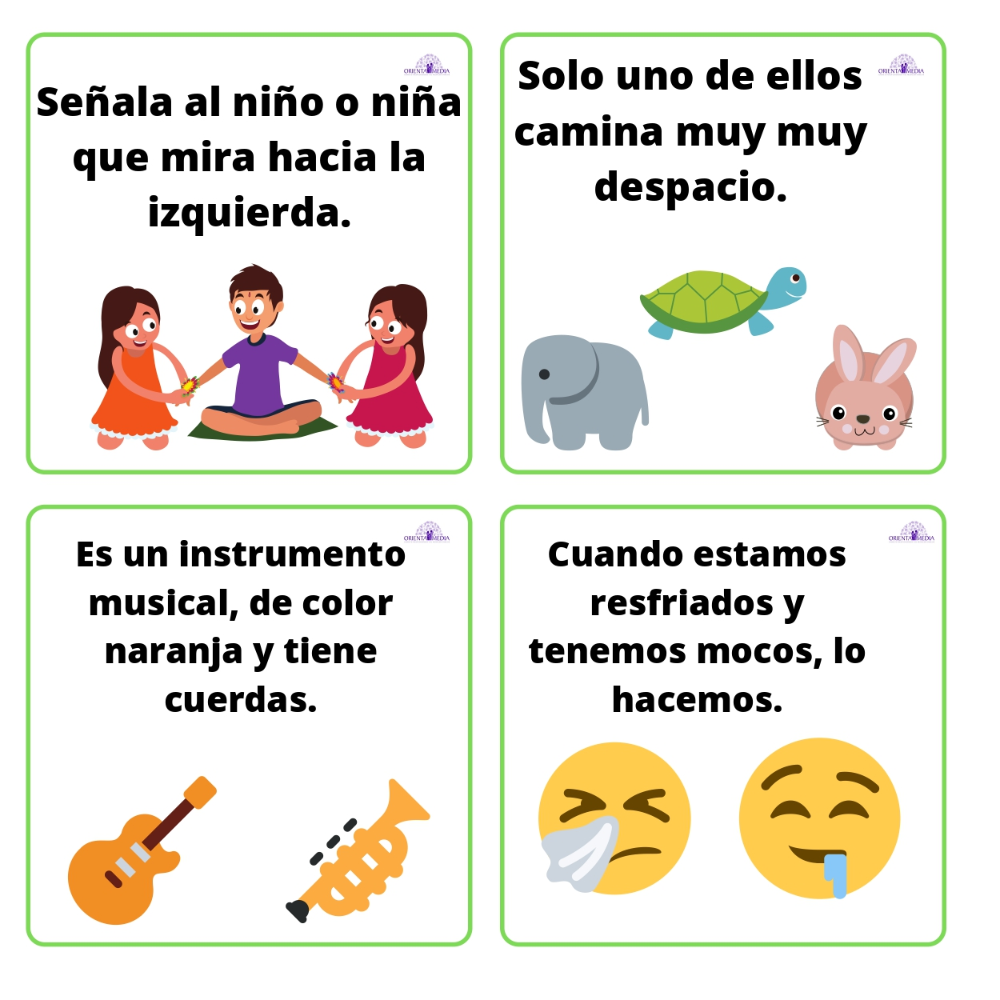 ORIENTA MEDIA
Señala al niño o niña
que mira hacia la
izquierda.
ORIENTA MEDIA
Solo uno de ellos
camina muy muy
despacio.
ORIENTA MEDIA
Es un instrumento
musical, de color
naranja y tiene
cuerdas.
ORIENTA MEDIA
Cuando estamos
resfriados y
tenemos mocos, lo
hacemos.